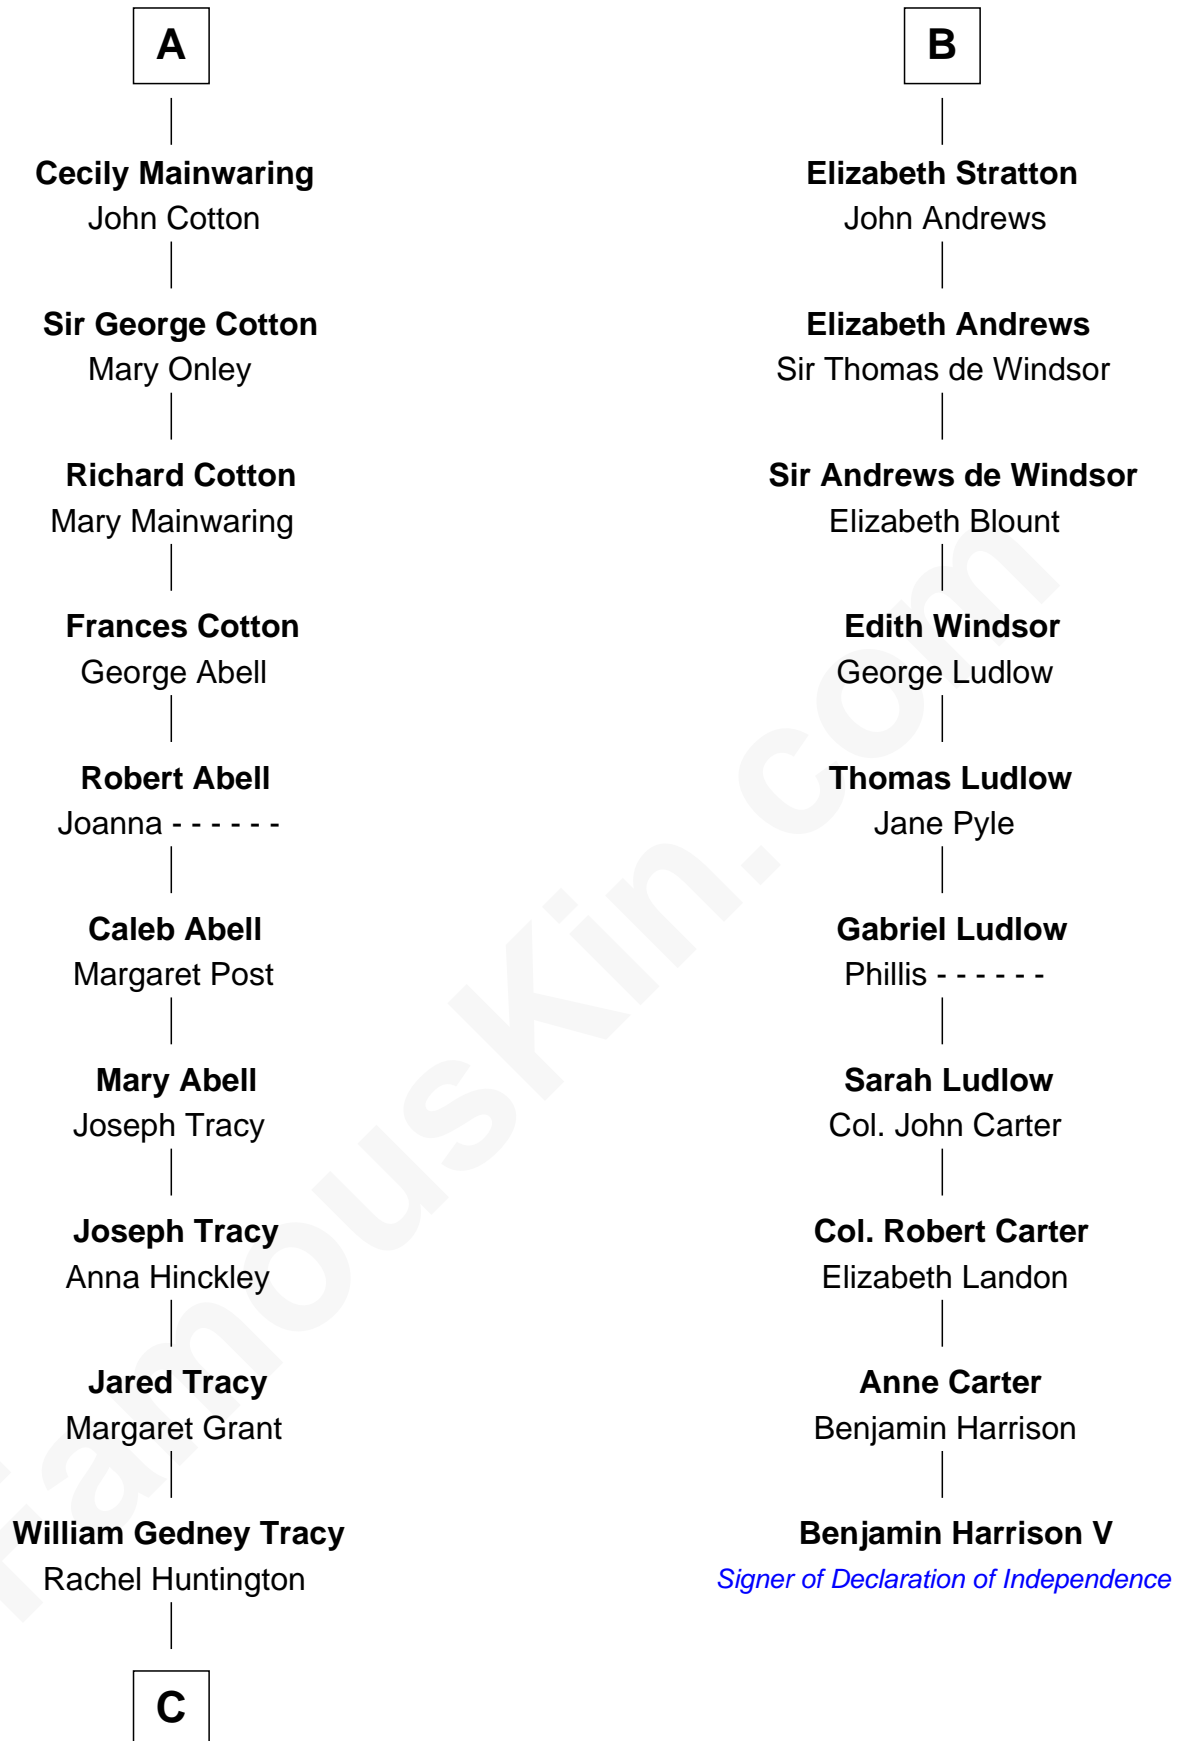 A
Cecily Mainwaring
John Cotton
Sir George Cotton
Mary Onley
Richard Cotton
Mary Mainwaring
Frances Cotton
George Abell
Robert Abell
Joanna - - - - - -
Caleb Abell
Margaret Post
Mary Abell
Joseph Tracy
Joseph Tracy
Anna Hinckley
Jared Tracy
Margaret Grant
William Gedney Tracy
Rachel Huntington
C
B
Elizabeth Stratton
John Andrews
Elizabeth Andrews
Sir Thomas de Windsor
Sir Andrews de Windsor
Elizabeth Blount
Edith Windsor
George Ludlow
Thomas Ludlow
Jane Pyle
Gabriel Ludlow
Phillis - - - - - -
Sarah Ludlow
Col. John Carter
Col. Robert Carter
Elizabeth Landon
Anne Carter
Benjamin Harrison
Benjamin Harrison V
Signer of Declaration of Independence
FamousKin.com